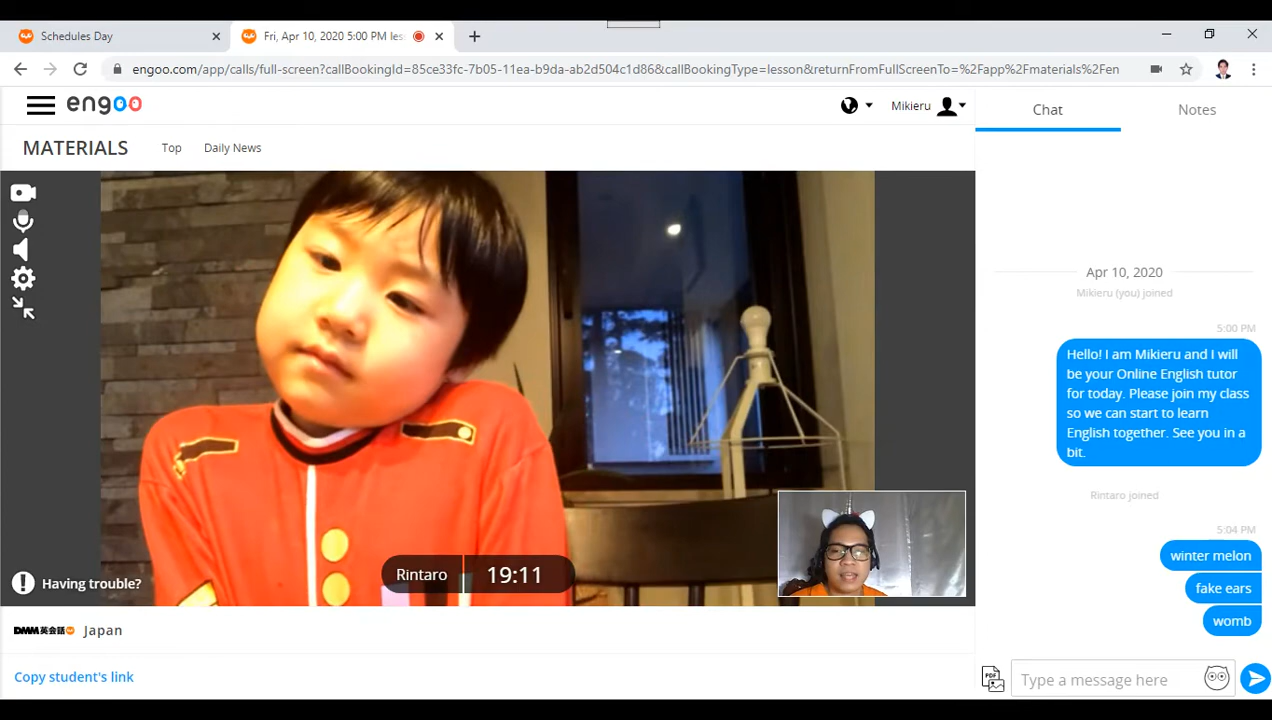 Schedules Day
Fri, Apr 10, 2020 5:00 PM les
engoo.com/app/calls/full-screen?callBookingId=85ce33fc-7b05-11ea-b9da-ab2d504c1d86&callBookingType=lesson&returnFromFullScreenTo=%2Fapp%2Fmaterials%2Fen
engoo
Mikieru
Chat
Notes
MATERIALS
Top
Daily News
Apr 10, 2020
Mikieru (you) joined
5:00 PM
Hello! I am Mikieru and I will
be your Online English tutor
for today. Please join my class
so we can start to learn
English together. See you in a
bit.
Rintaro joined
5:04 PM
winter melon
fake ears
womb
Rintaro
19:11
Having trouble?
DMM英会話
Japan
Copy student's link
PDF
Type a message here